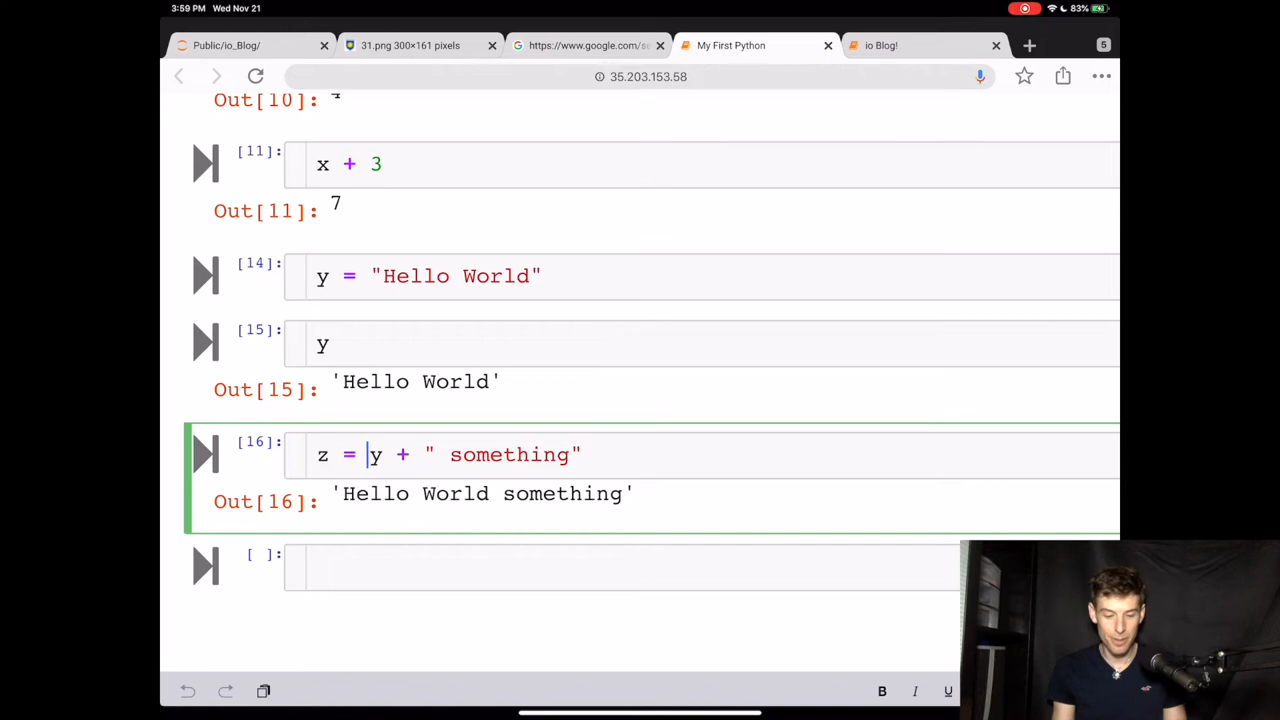 3:59 PM Wed Nov 21
83%
Public/io_Blog/
31.png 300×161 pixels
https://www.google.com/se
My First Python
io Blog!
5
35.203.153.58
Out[10]: 4
[11]: x + 3
Out[11]: 7
[14]: y = "Hello World"
[15]: y
Out[15]: 'Hello World'
[16]: z = y + " something"
Out[16]: 'Hello World something'
[ ]:
B I U